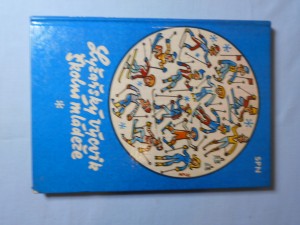 Lyžařský výcvik
školní mládeže
SPN